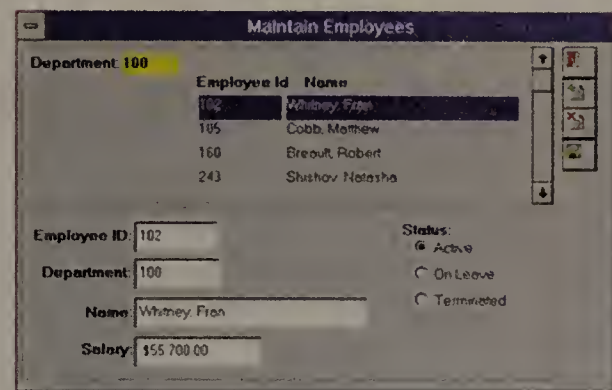 Maintain Employees
Department: 100
Employee Id Name
102 Whitney, Fran
105 Cobb, Matthew
160 Breault, Robert
243 Shishov, Natasha
Employee ID: 102
Department: 100
Name: Whitney, Fran
Salary: $55,700.00
Status:
Active
On Leave
Terminated